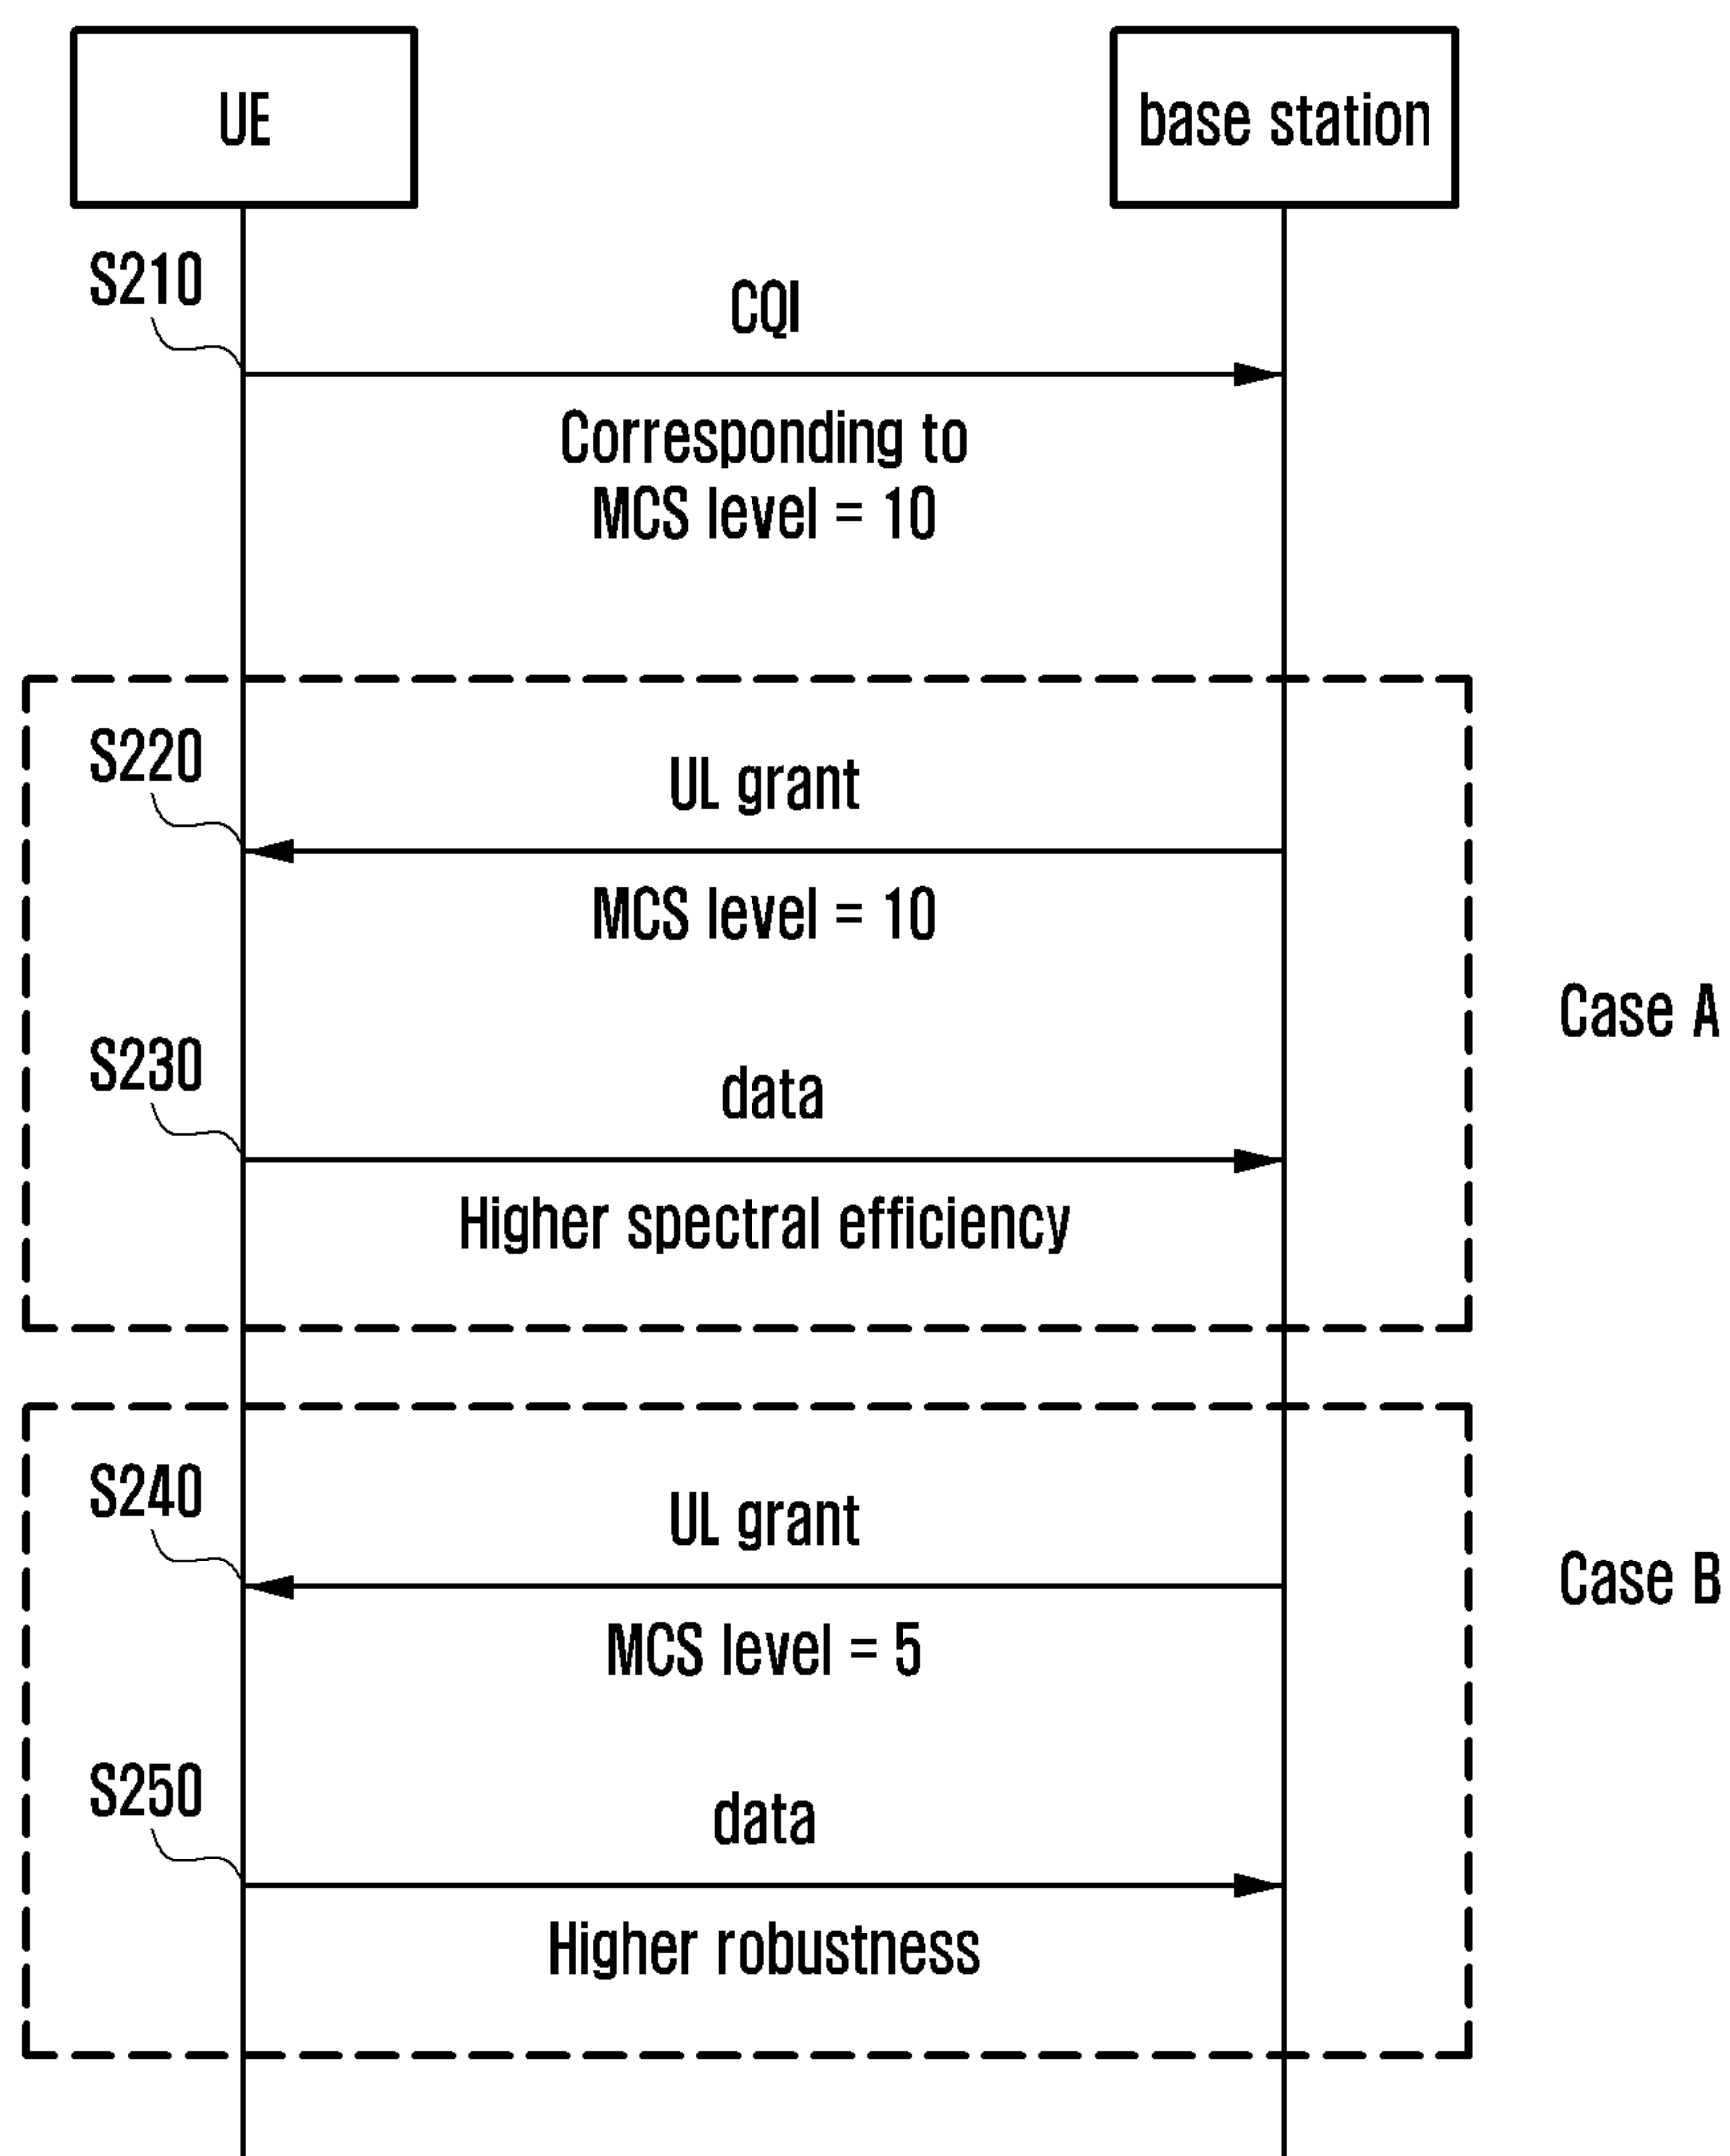 UE
base station
S210
CQI
Corresponding to
MCS level = 10
S220
UL grant
MCS level = 10
Case A
S230
data
Higher spectral efficiency
S240
UL grant
Case B
MCS level = 5
S250
data
Higher robustness